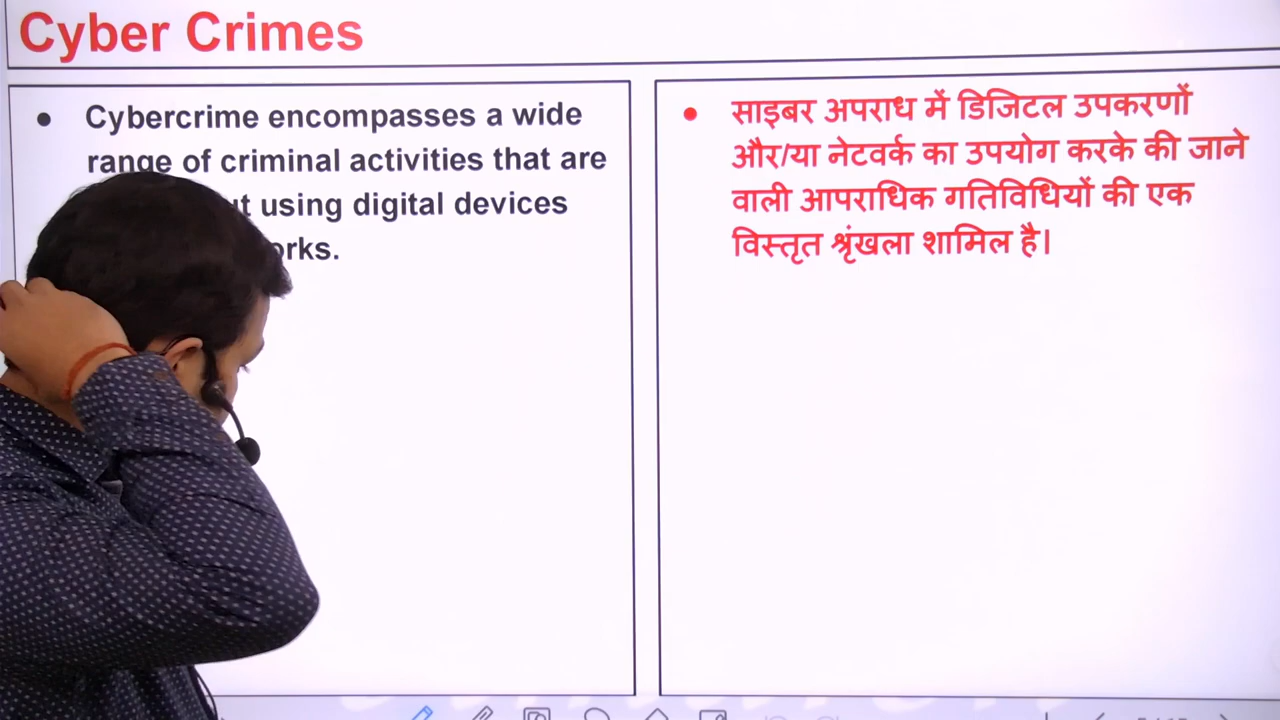 Cyber Crimes
● Cybercrime encompasses a wide
range of criminal activities that are
using digital devices
● साइबर अपराध में डिजिटल उपकरणों
और/या नेटवर्क का उपयोग करके की जाने
वाली आपराधिक गतिविधियों की एक
विस्तृत श्रृंखला शामिल है।